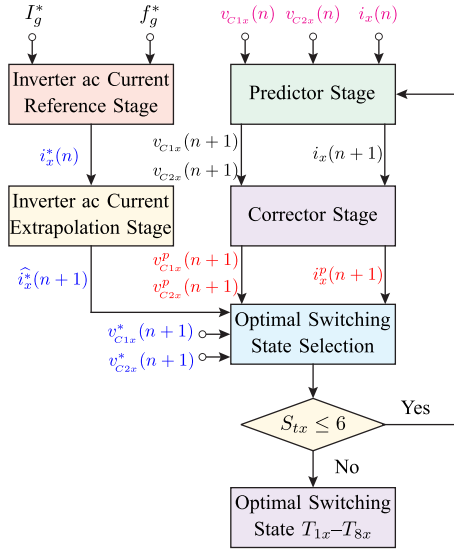 I_g^* f_g^* v_{C1x}(n) v_{C2x}(n) i_x(n)
Inverter ac Current
Reference Stage
Predictor Stage
i_x^*(n)
v_{C1x}(n+1)
v_{C2x}(n+1)
i_x(n+1)
Inverter ac Current
Extrapolation Stage
Corrector Stage
\widehat{i}_x^*(n+1)
v_{C1x}^p(n+1)
v_{C2x}^p(n+1)
i_x^p(n+1)
v_{C1x}^*(n+1)
v_{C2x}^*(n+1)
Optimal Switching
State Selection
S_{tx} ≤ 6
Yes
No
Optimal Switching
State T_{1x}–T_{8x}